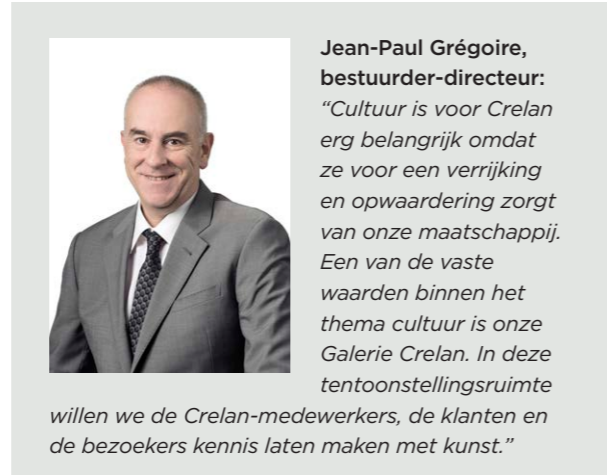 Jean-Paul Grégoire,
bestuurder-directeur:
“Cultuur is voor Crelan
erg belangrijk omdat
ze voor een verrijking
en opwaardering zorgt
van onze maatschappij.
Een van de vaste
waarden binnen het
thema cultuur is onze
Galerie Crelan. In deze
tentoonstellingsruimte
willen we de Crelan-medewerkers, de klanten en
de bezoekers kennis laten maken met kunst.”